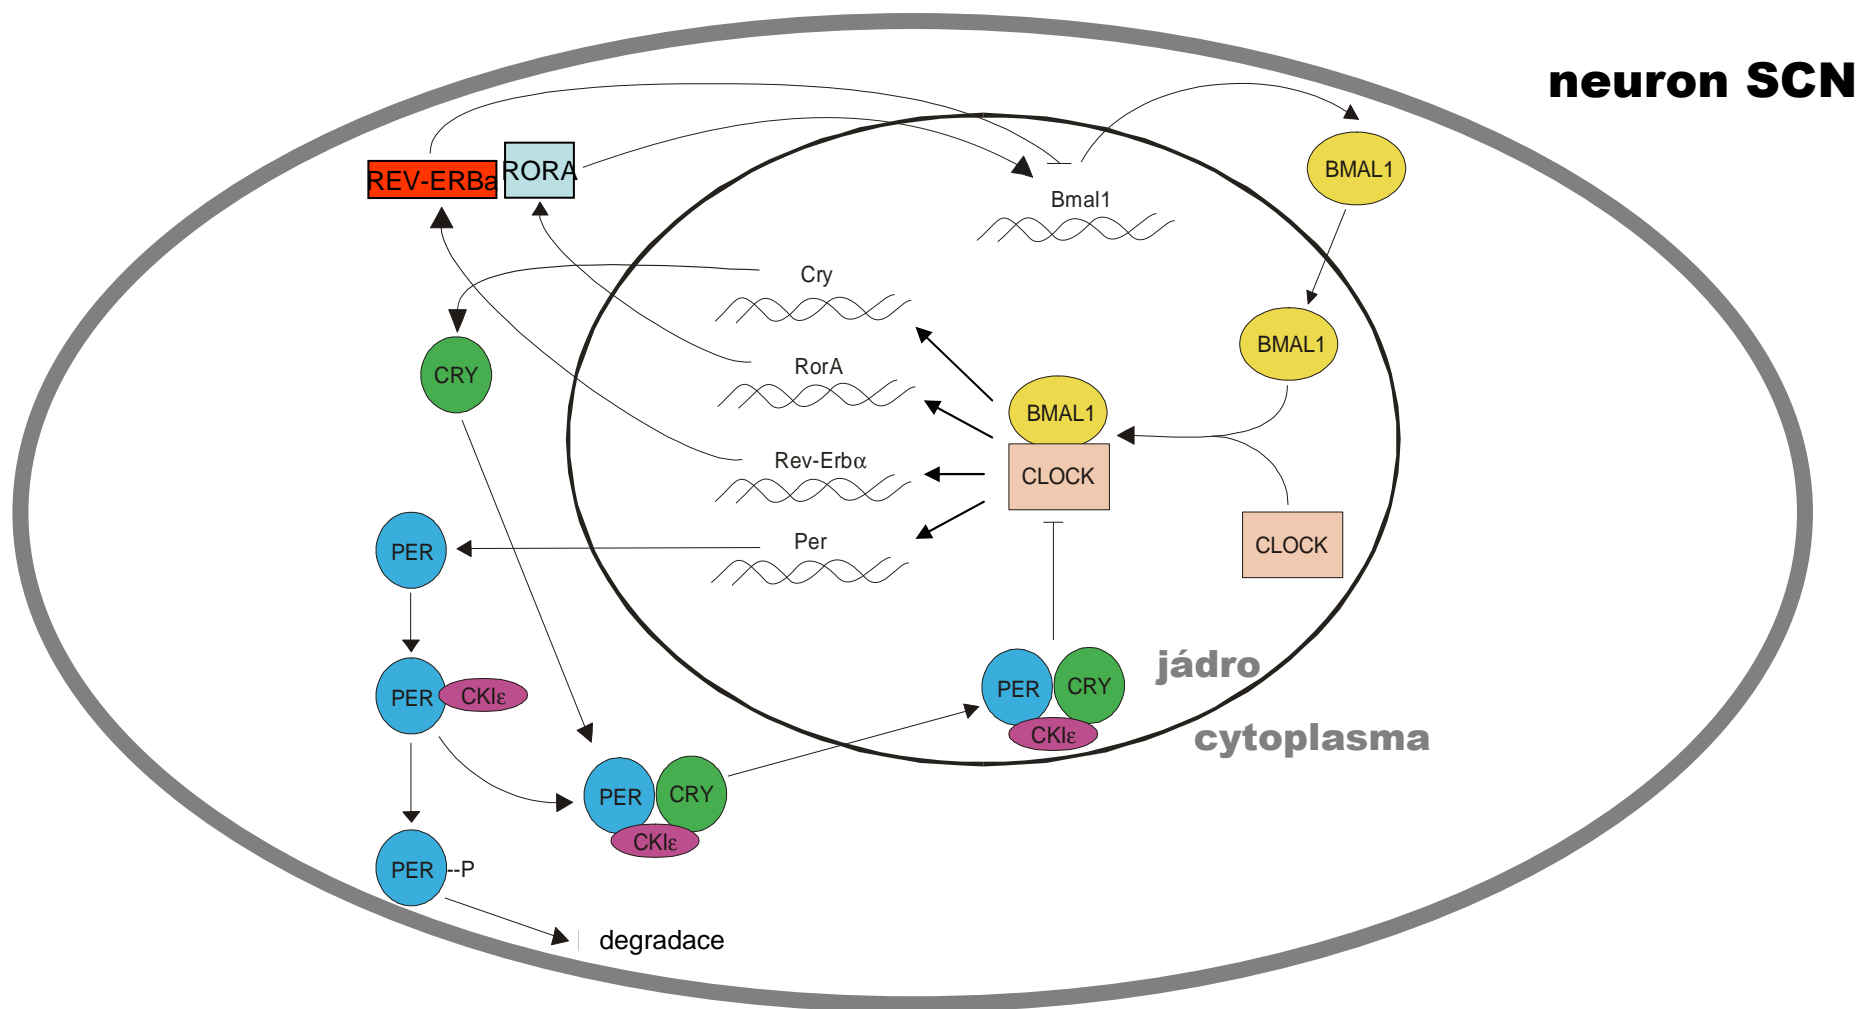 neuron SCN
REV-ERBa
RORA
BMAL1
Bmal1
Cry
BMAL1
CRY
RorA
BMAL1
Rev-Erbα
CLOCK
PER
Per
CLOCK
PER
CKIε
PER
CRY
CKIε
jádro
cytoplasma
PER
CRY
CKIε
PER
--P
degradace